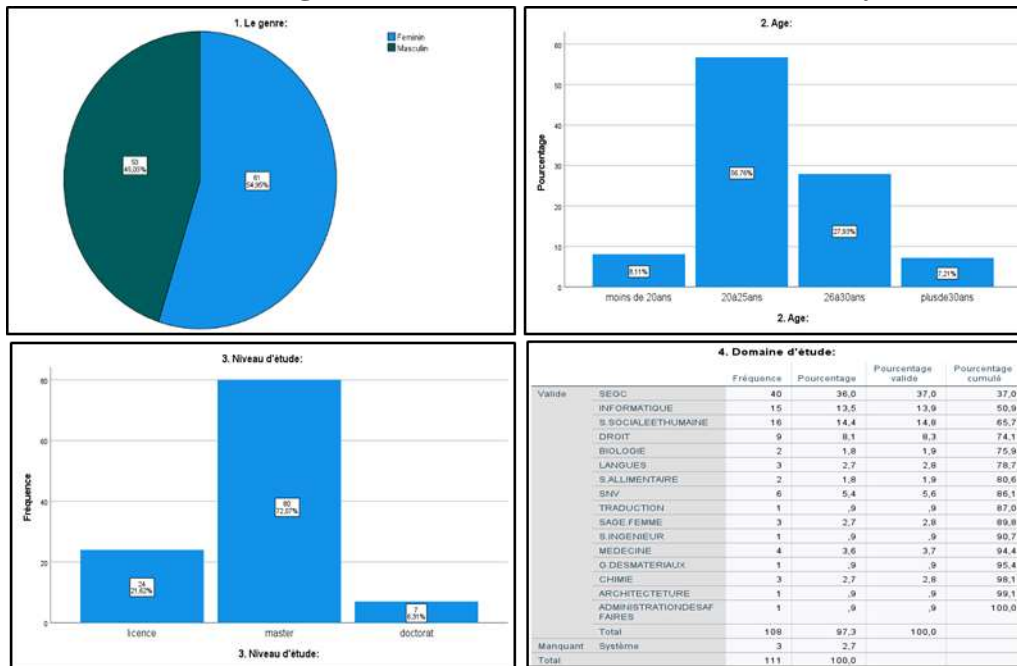 1. Le genre:
Feminin
Masculin
50
45,05%
61
54,95%
2. Age:
Pourcentage
60
50
40
30
20
10
0
8,11%
56,76%
27,93%
7,21%
moins de 20ans
20à25ans
26à30ans
plusde30ans
2. Age:
3. Niveau d'étude:
Fréquence
80
60
40
20
0
24
21,62%
80
72,07%
7
6,31%
licence
master
doctorat
3. Niveau d'étude:
4. Domaine d'étude:
Fréquence Pourcentage Pourcentage valide Pourcentage cumulé
Valide SEGC 40 36,0 37,0 37,0
INFORMATIQUE 15 13,5 13,9 50,9
S.SOCIALEETHUMAINE 16 14,4 14,8 65,7
DROIT 9 8,1 8,3 74,1
BIOLOGIE 2 1,8 1,9 75,9
LANGUES 3 2,7 2,8 78,7
S.ALLIMENTAIRE 2 1,8 1,9 80,6
SNV 6 5,4 5,6 86,1
TRADUCTION 1 ,9 ,9 87,0
SAGE.FEMME 3 2,7 2,8 89,8
S.INGENIEUR 1 ,9 ,9 90,7
MEDECINE 4 3,6 3,7 94,4
G.DESMATERIAUX 1 ,9 ,9 95,4
CHIMIE 3 2,7 2,8 98,1
ARCHITECTETURE 1 ,9 ,9 99,1
ADMINISTRATIONDESAF 1 ,9 ,9 100,0
FAIRES
Total 108 97,3 100,0
Manquant Système 3 2,7
Total 111 100,0